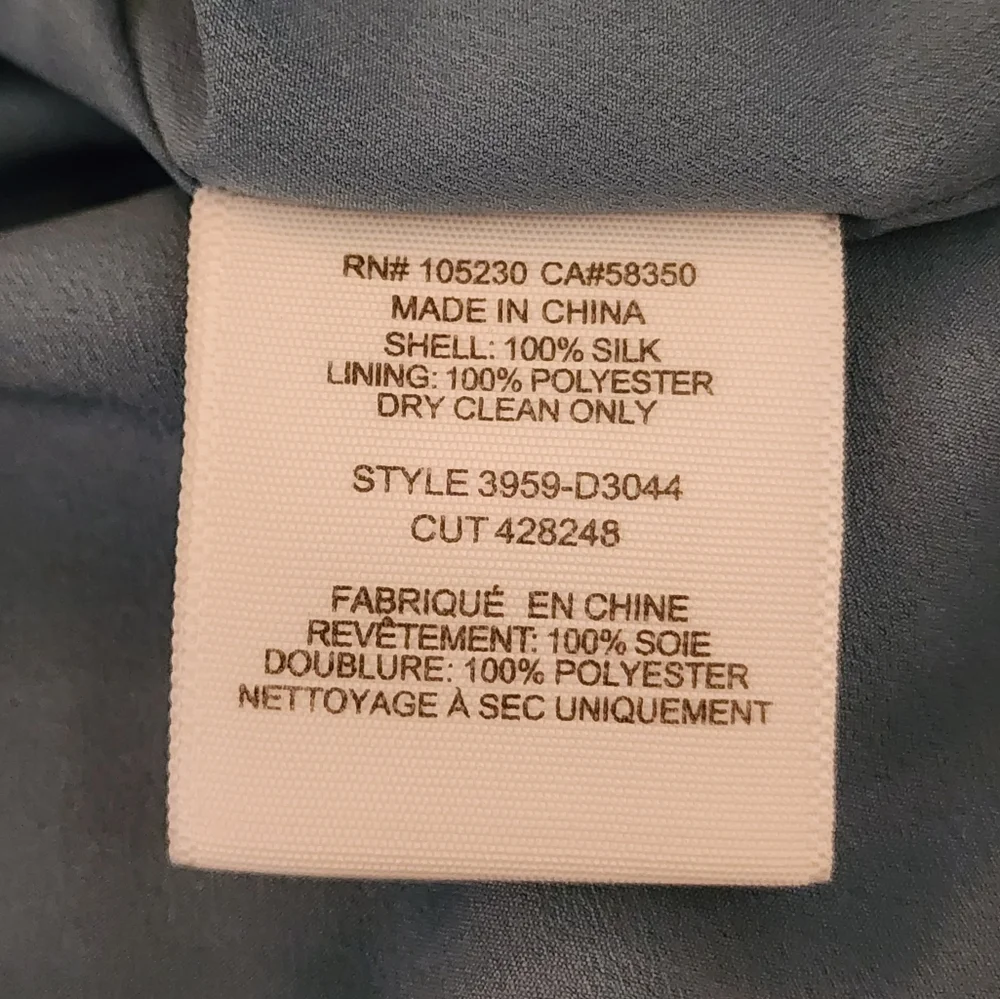 RN# 105230 CA#58350
MADE IN CHINA
SHELL: 100% SILK
LINING: 100% POLYESTER
DRY CLEAN ONLY
STYLE 3959-D3044
CUT 428248
FABRIQUÉ EN CHINE
REVÊTEMENT: 100% SOIE
DOUBLURE: 100% POLYESTER
NETTOYAGE À SEC UNIQUEMENT